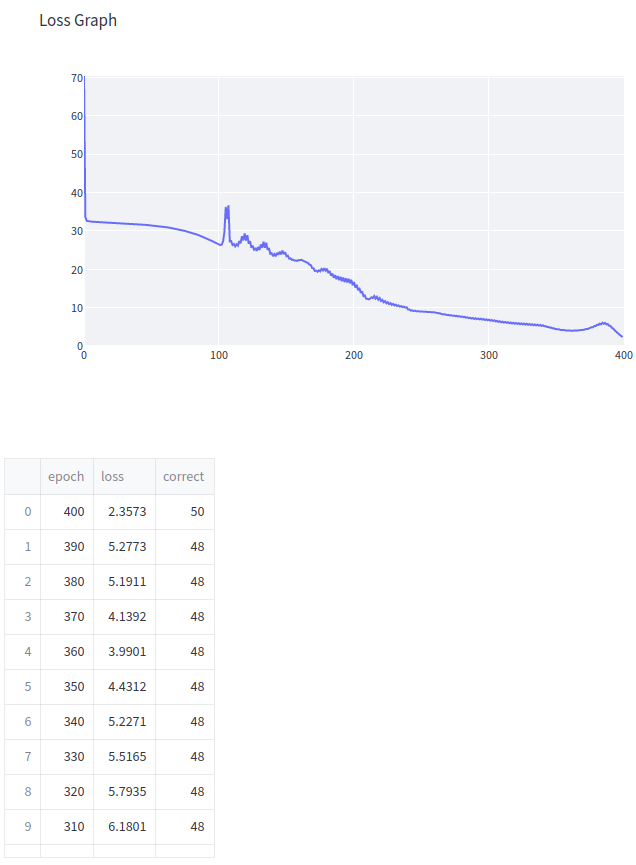 Loss Graph
70
60
50
40
30
20
10
0
0 100 200 300 400
epoch loss correct
0 400 2.3573 50
1 390 5.2773 48
2 380 5.1911 48
3 370 4.1392 48
4 360 3.9901 48
5 350 4.4312 48
6 340 5.2271 48
7 330 5.5165 48
8 320 5.7935 48
9 310 6.1801 48